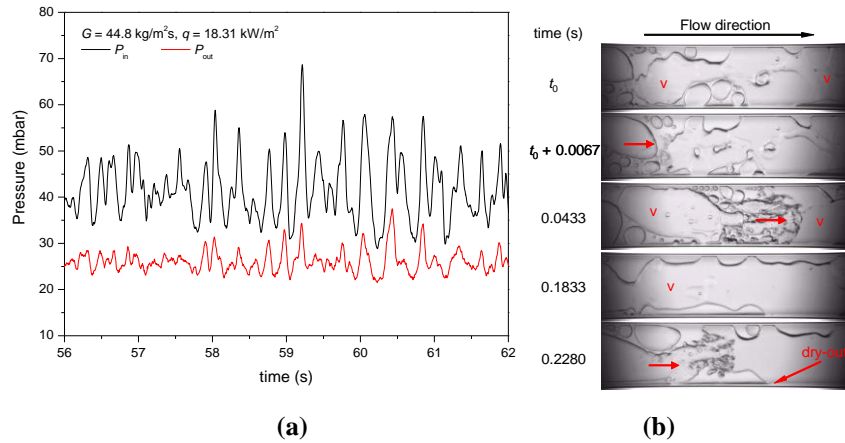 (a)
G = 44.8 kg/m²s, q = 18.31 kW/m²
P_in P_out
80
70
60
50
40
30
20
10
Pressure (mbar)
56 57 58 59 60 61 62
time (s)
(a)
time (s)
Flow direction
t₀
v v
t₀ + 0.0067
0.0433
v v
0.1833
v
0.2280
dry-out
(b)